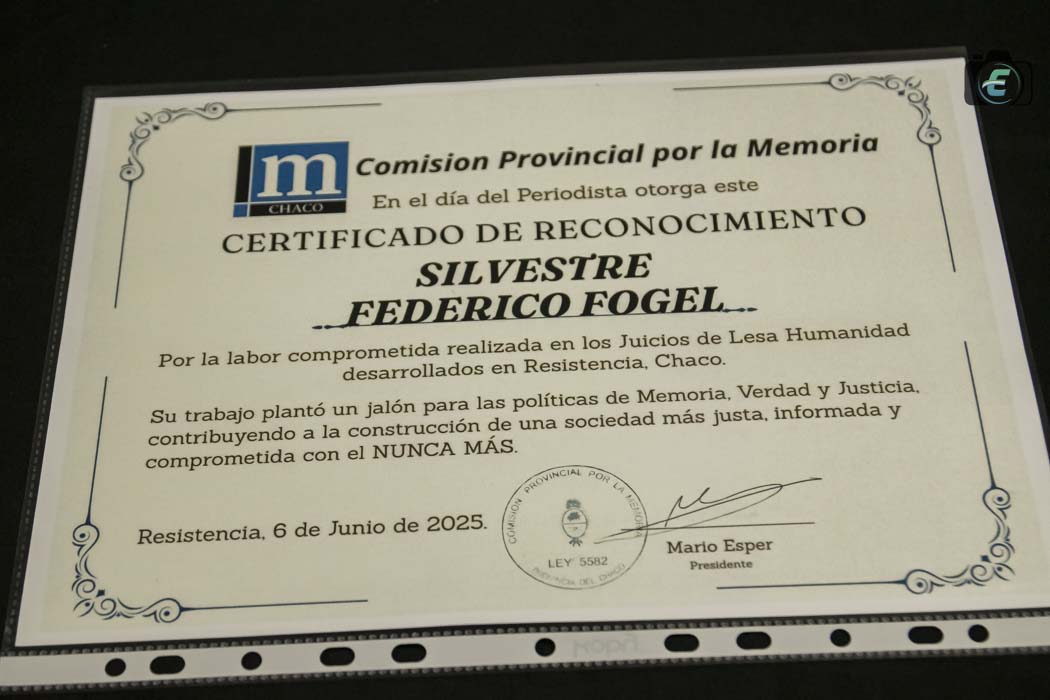 m
CHACO
Comision Provincial por la Memoria
En el día del Periodista otorga este
CERTIFICADO DE RECONOCIMIENTO
SILVESTRE
FEDERICO FOGEL
Por la labor comprometida realizada en los Juicios de Lesa Humanidad
desarrollados en Resistencia, Chaco.
Su trabajo plantó un jalón para las políticas de Memoria, Verdad y Justicia,
contribuyendo a la construcción de una sociedad más justa, informada y
comprometida con el NUNCA MÁS.
Resistencia, 6 de Junio de 2025.
COMISIÓN PROVINCIAL POR LA MEMORIA
LEY 5582
PROVINCIA DEL CHACO
Mario Esper
Presidente
E